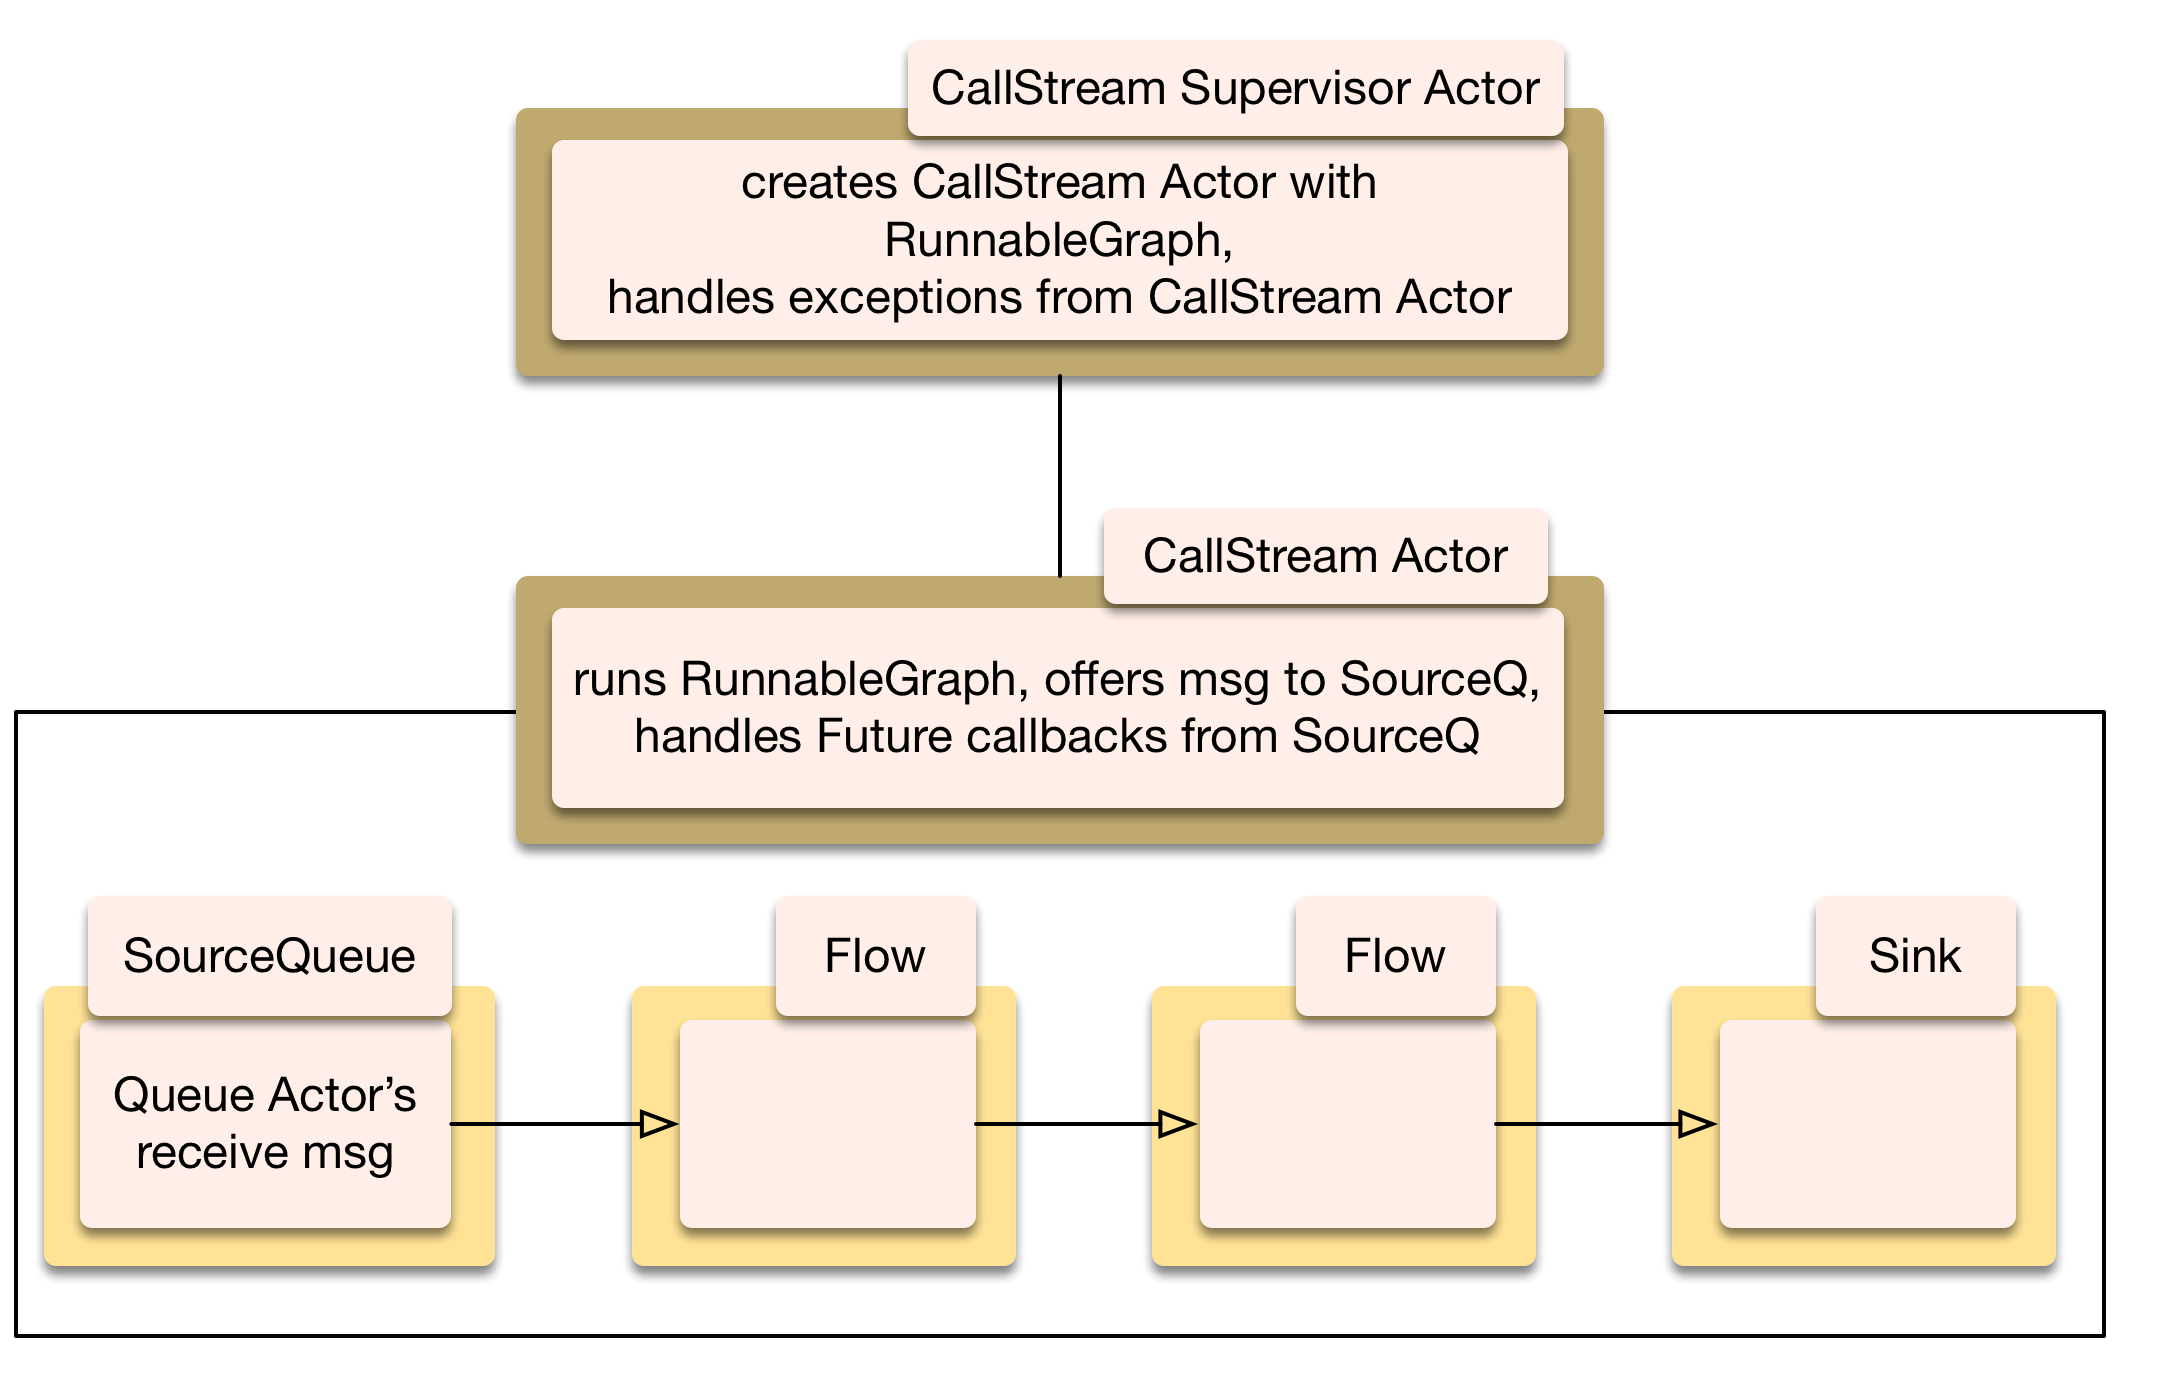 CallStream Supervisor Actor
creates CallStream Actor with
RunnableGraph,
handles exceptions from CallStream Actor
CallStream Actor
runs RunnableGraph, offers msg to SourceQ,
handles Future callbacks from SourceQ
SourceQueue
Queue Actor’s
receive msg
Flow
Flow
Sink